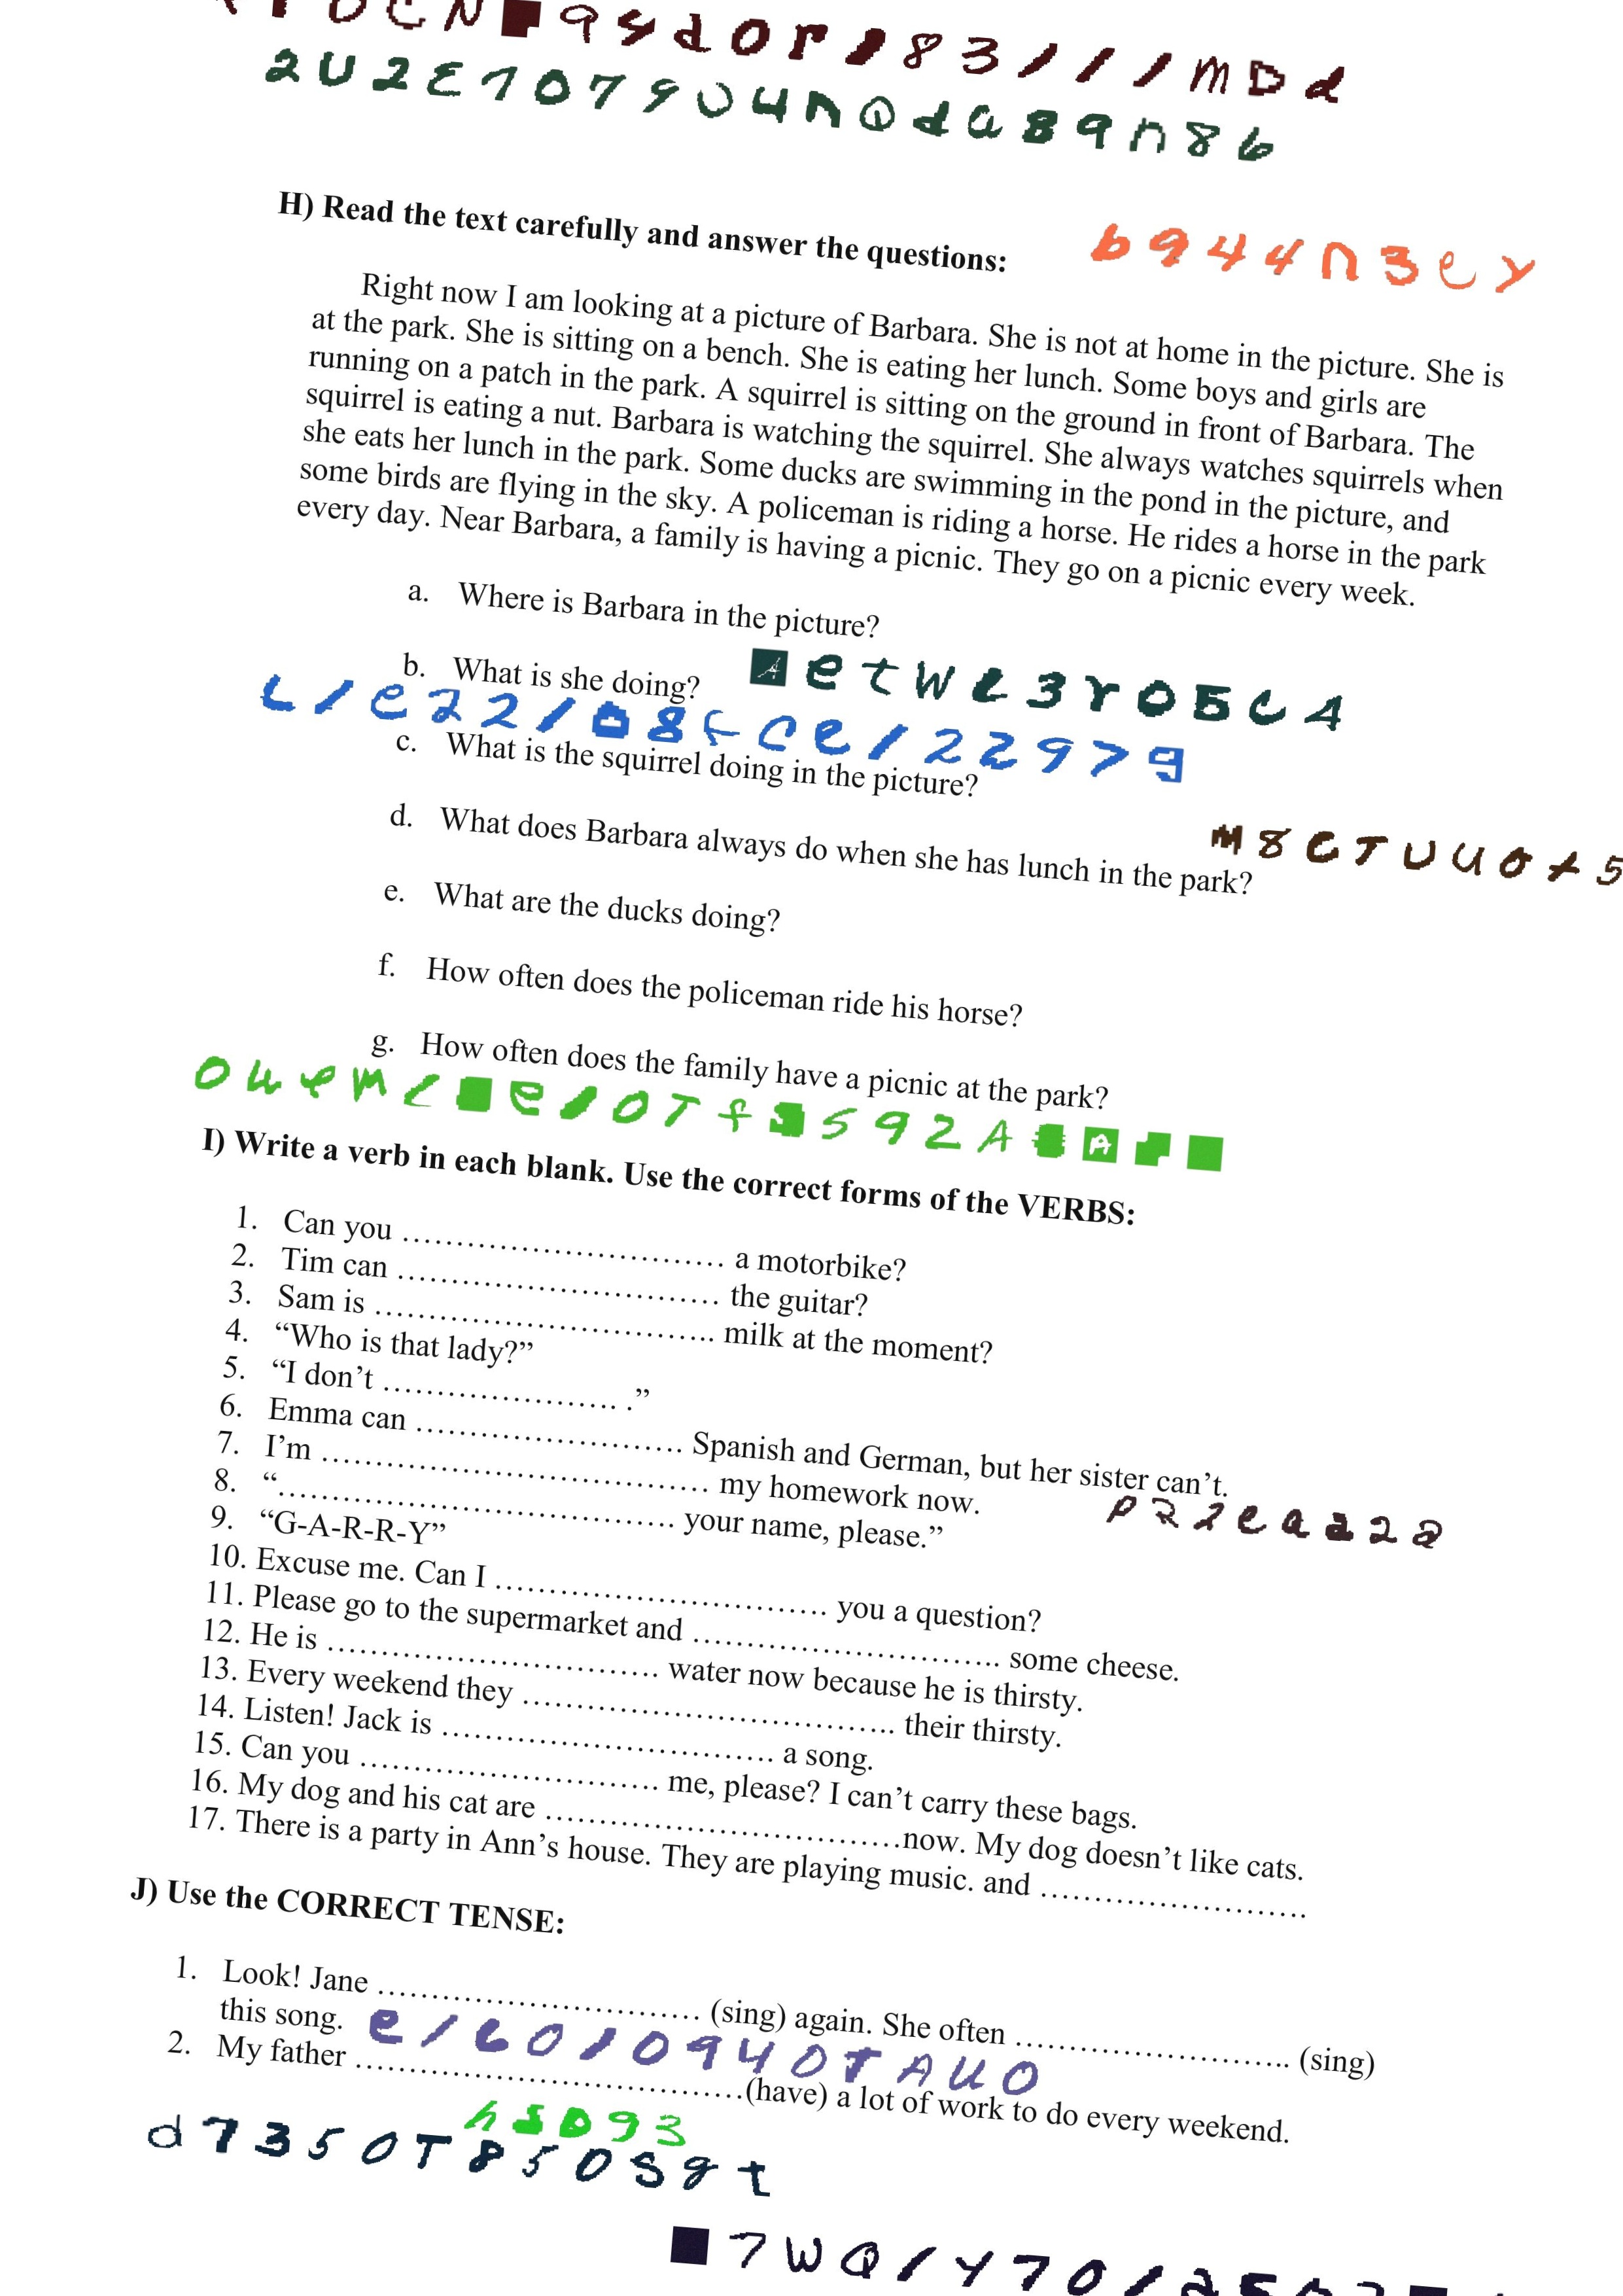 H) Read the text carefully and answer the questions:
Right now I am looking at a picture of Barbara. She is not at home in the picture. She is
at the park. She is sitting on a bench. She is eating her lunch. Some boys and girls are
running on a patch in the park. A squirrel is sitting on the ground in front of Barbara. The
squirrel is eating a nut. Barbara is watching the squirrel. She always watches squirrels when
she eats her lunch in the park. Some ducks are swimming in the pond in the picture, and
some birds are flying in the sky. A policeman is riding a horse. He rides a horse in the park
every day. Near Barbara, a family is having a picnic. They go on a picnic every week.
a. Where is Barbara in the picture?
b. What is she doing?
c. What is the squirrel doing in the picture?
d. What does Barbara always do when she has lunch in the park?
e. What are the ducks doing?
f. How often does the policeman ride his horse?
g. How often does the family have a picnic at the park?
I) Write a verb in each blank. Use the correct forms of the VERBS:
1. Can you ………………………… a motorbike?
2. Tim can ………………………… the guitar?
3. Sam is ………………………….. milk at the moment?
4. “Who is that lady?”
5. “I don’t …………………. .”
6. Emma can ……………………. Spanish and German, but her sister can’t.
7. I’m ……………………………… my homework now.
8. “.……………………………… your name, please.”
9. “G-A-R-R-Y”
10. Excuse me. Can I ………………………… you a question?
11. Please go to the supermarket and ……………………….. some cheese.
12. He is ………………………… water now because he is thirsty.
13. Every weekend they …………………………….. their thirsty.
14. Listen! Jack is ………………………… a song.
15. Can you ……………………… me, please? I can’t carry these bags.
16. My dog and his cat are ……………………………now. My dog doesn’t like cats.
17. There is a party in Ann’s house. They are playing music. and ……………………
J) Use the CORRECT TENSE:
1. Look! Jane ………………………… (sing) again. She often …………………….. (sing)
this song.
2. My father ………………………………(have) a lot of work to do every weekend.